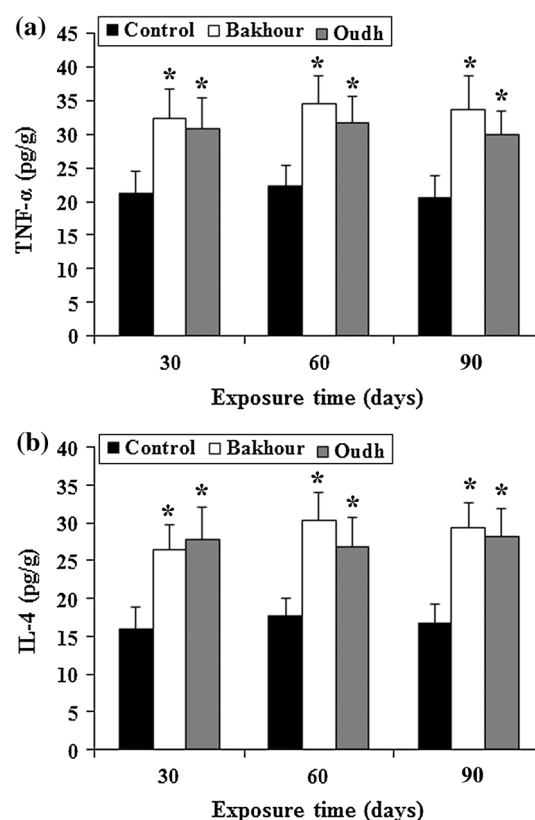 (a)
Control Bakhour Oudh
TNF-α (pg/g)
45
40
35
30
25
20
15
10
5
0
* * * * * *
30 60 90
Exposure time (days)
(b)
Control Bakhour Oudh
IL-4 (pg/g)
40
35
30
25
20
15
10
5
0
* * * * * *
30 60 90
Exposure time (days)